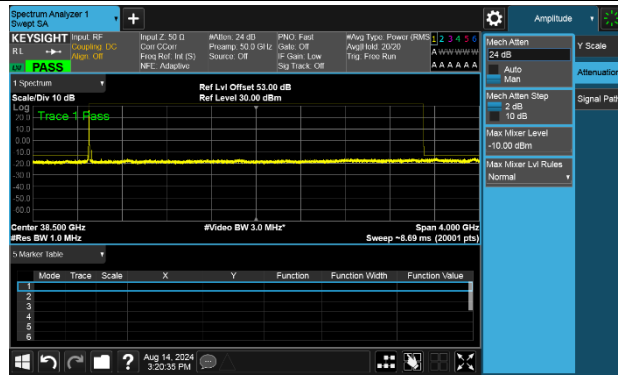 Spectrum Analyzer 1
Swept SA
Amplitude
KEYSIGHT
Input: RF
Coupling: DC
Align: Off
Input Z: 50 Ω
Corr CCorr
Freq Ref: Int (S)
NFE: Adaptive
#Atten: 24 dB
Preamp: 50.0 GHz
Source: Off
PNO: Fast
Gate: Off
IF Gain: Low
Sig Track: Off
#Avg Type: Power (RMS
Avg|Hold: 20/20
Trig: Free Run
1 2 3 4 5 6
A W W W W W
A A A A A A
R L
PASS
1 Spectrum
Scale/Div 10 dB
Ref Lvl Offset 53.00 dB
Ref Level 30.00 dBm
Log
Trace 1 Pass
20.0
10.0
0.00
-10.0
-20.0
-30.0
-40.0
-50.0
-60.0
Center 38.500 GHz
#Res BW 1.0 MHz
#Video BW 3.0 MHz*
Span 4.000 GHz
Sweep ~8.69 ms (20001 pts)
5 Marker Table
Mode Trace Scale X Y Function Function Width Function Value
1
2
3
4
5
6
Aug 14, 2024
3:20:35 PM
?
Mech Atten
24 dB
Auto
Man
Mech Atten Step
2 dB
10 dB
Max Mixer Level
-10.00 dBm
Max Mixer Lvl Rules
Normal
Y Scale
Attenuation
Signal Path